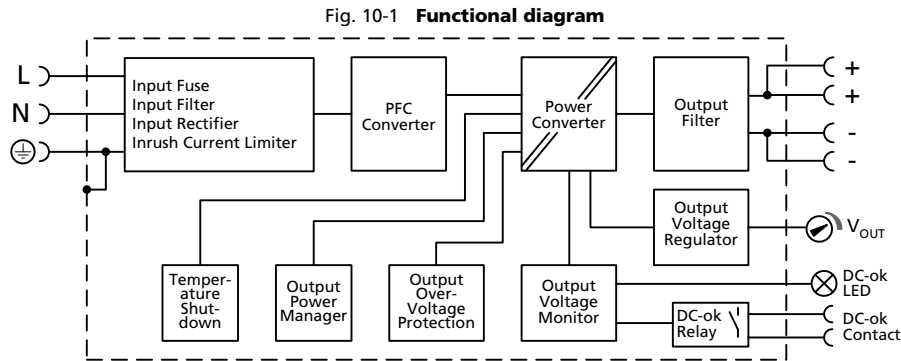 Fig. 10-1 Functional diagram
L
N
Input Fuse
Input Filter
Input Rectifier
Inrush Current Limiter
PFC
Converter
Power
Converter
Output
Filter
+
+
-
-
Output
Voltage
Regulator
VOUT
Temper-
ature
Shut-
down
Output
Power
Manager
Output
Over-
Voltage
Protection
Output
Voltage
Monitor
DC-ok
Relay
DC-ok
LED
DC-ok
Contact